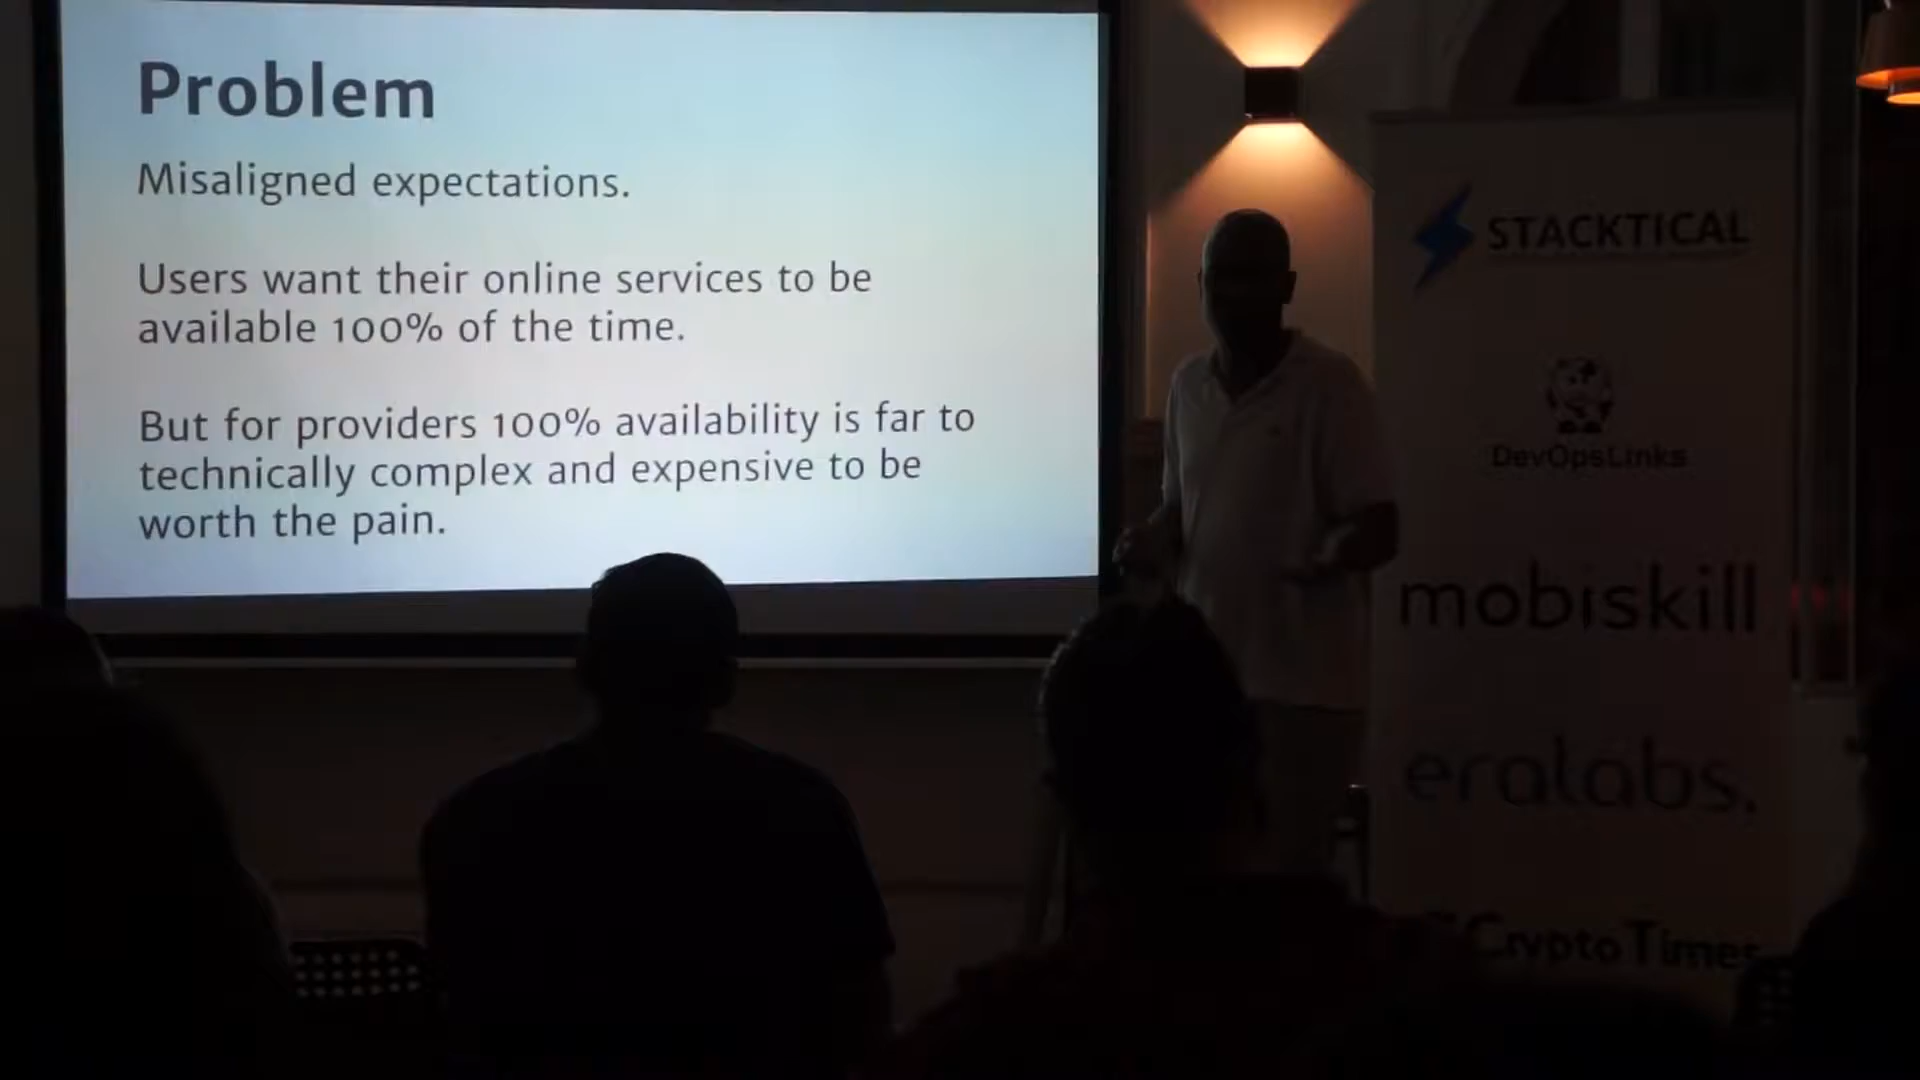 Problem
Misaligned expectations.
Users want their online services to be
available 100% of the time.
But for providers 100% availability is far to
technically complex and expensive to be
worth the pain.
STACKTICAL
DevOpsLinks
mobiskill
eralabs.
CryptoTimes